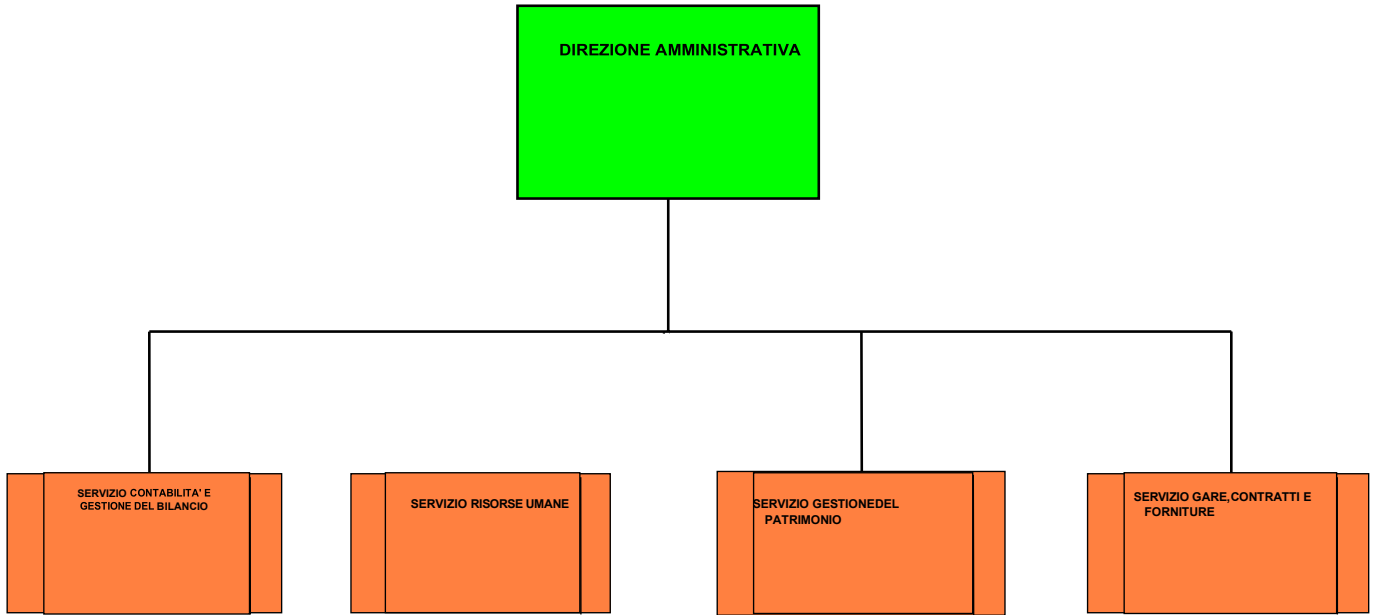 DIREZIONE AMMINISTRATIVA
SERVIZIO CONTABILITA' E
GESTIONE DEL BILANCIO
SERVIZIO RISORSE UMANE
SERVIZIO GESTIONEDEL
PATRIMONIO
SERVIZIO GARE,CONTRATTI E
FORNITURE